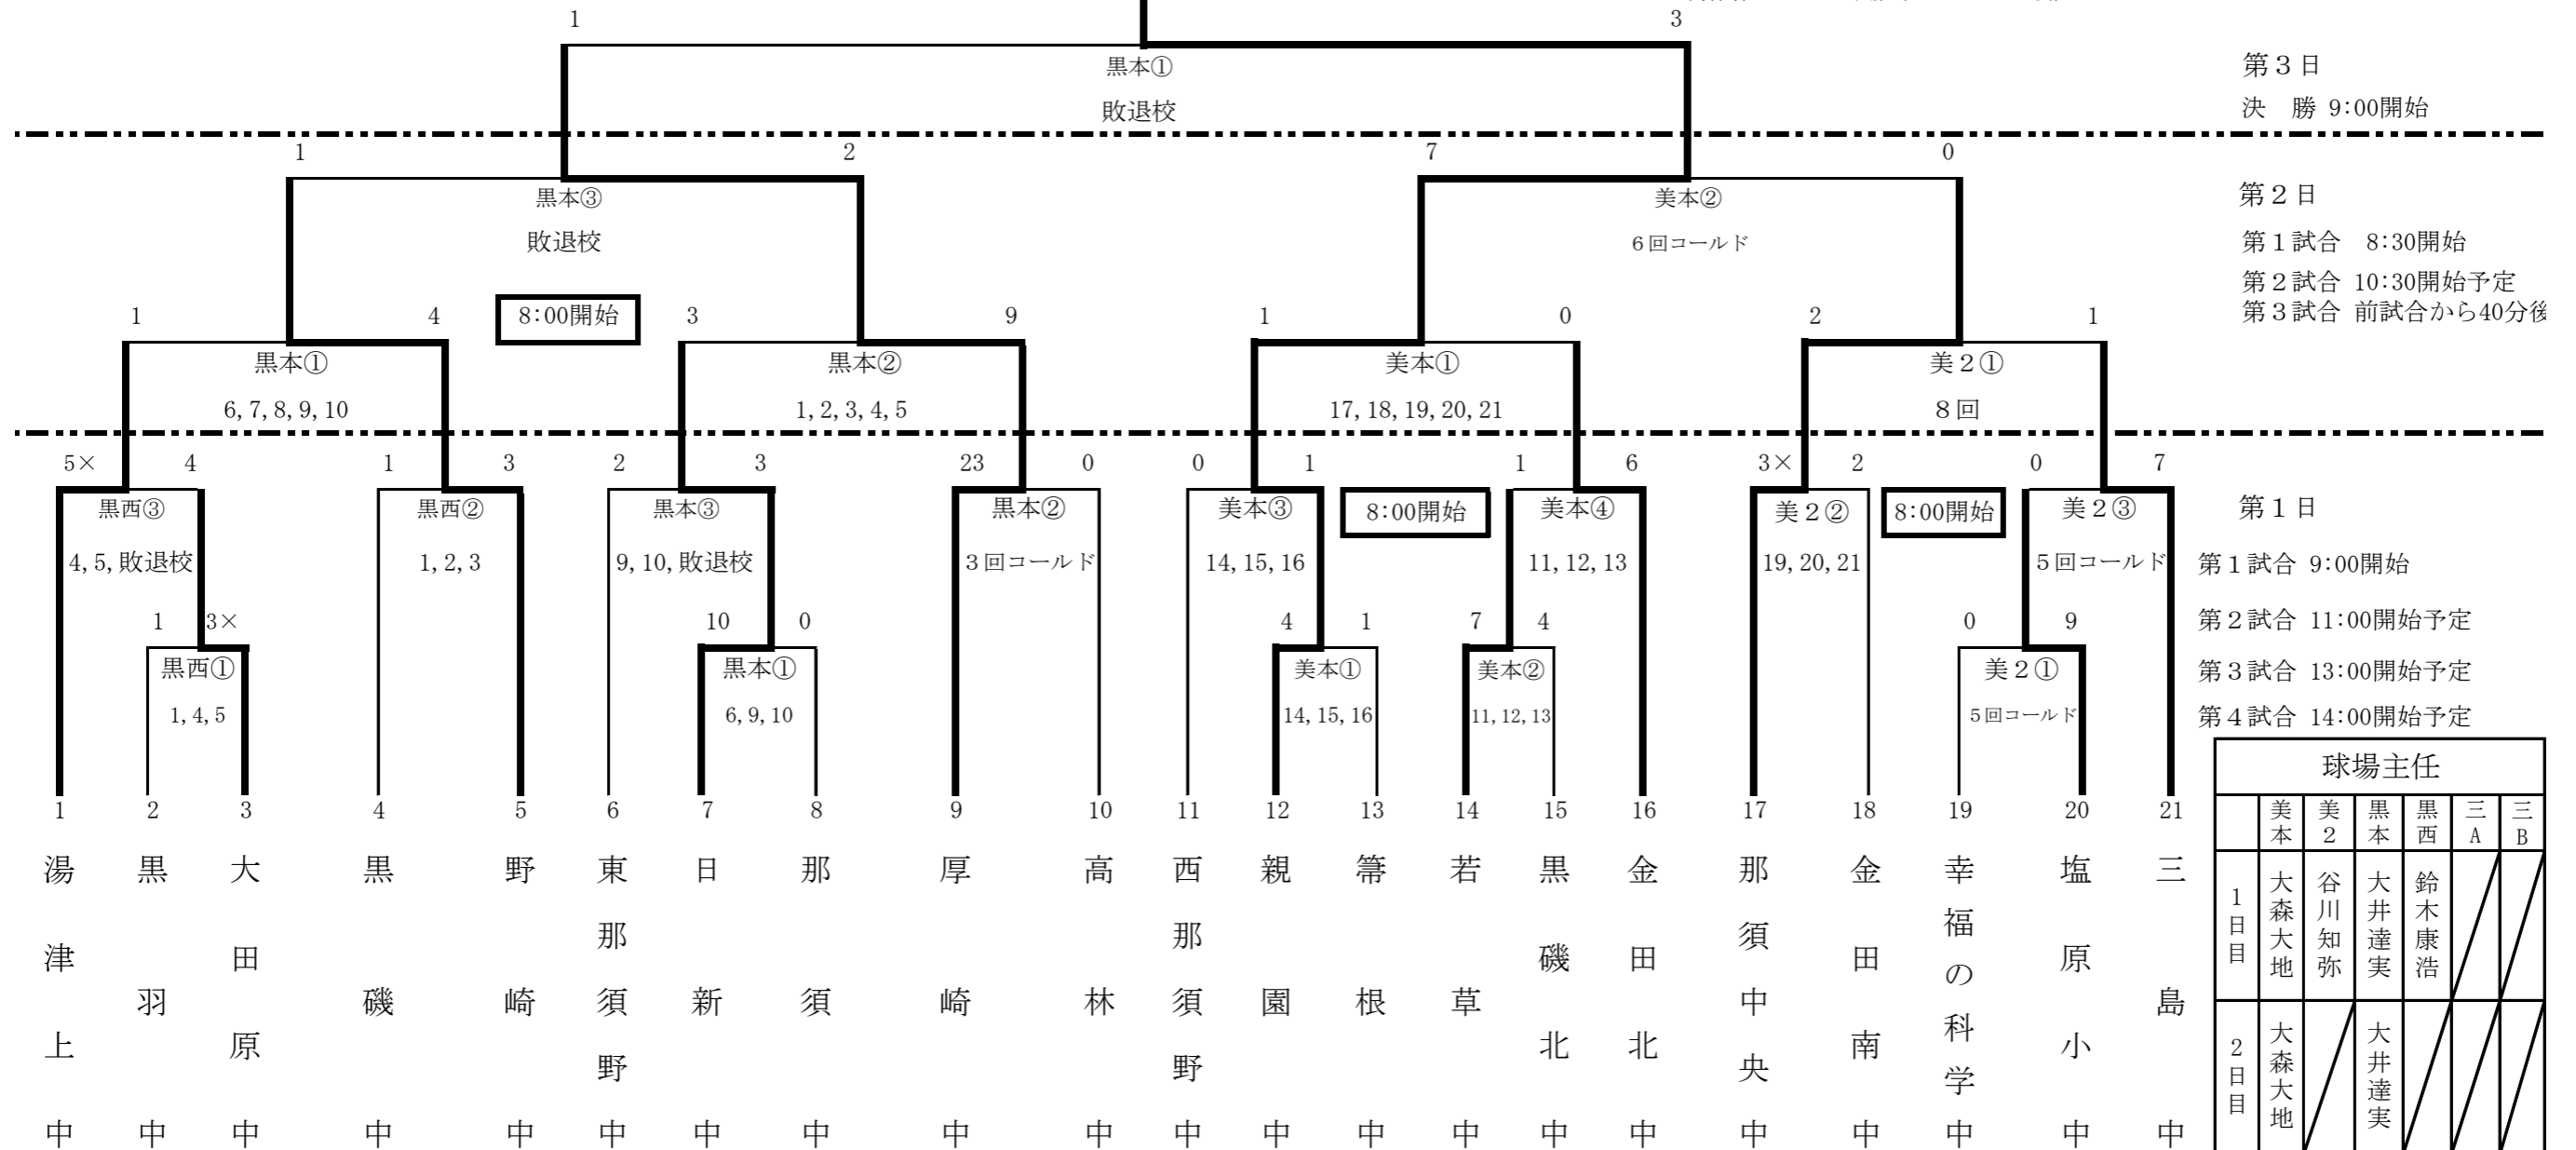 1 3
黒本①
敗退校
第３日
決　勝 9:00開始
1 2 7 0
黒本③ 美本②
敗退校 ６回コールド
第２日
第１試合　8:30開始
第２試合 10:30開始予定
第３試合 前試合から40分後
1 4 8:00開始 3 9 1 0 2 1
黒本① 黒本② 美本① 美２①
6,7,8,9,10 1,2,3,4,5 17,18,19,20,21 ８回
5× 4 1 3 2 3 23 0 0 1 1 6 3× 2 0 7
黒西③ 黒西② 黒本③ 黒本② 美本③ 8:00開始 美本④ 美２② 8:00開始 美２③
4,5,敗退校 1,2,3 9,10,敗退校 ３回コールド 14,15,16 11,12,13 19,20,21 ５回コールド
第１日
第１試合 9:00開始
第２試合 11:00開始予定
第３試合 13:00開始予定
第４試合 14:00開始予定
1 3× 10 0 4 1 7 4 0 9
黒西① 黒本① 美本① 美本② 美２①
1,4,5 6,9,10 14,15,16 11,12,13 5回コールド
1 2 3 4 5 6 7 8 9 10 11 12 13 14 15 16 17 18 19 20 21
湯津上中
黒羽中
大田原中
黒磯中
野崎中
東那須野中
日新中
那須中
厚崎中
高林中
西那須野中
親園中
箒根中
若草中
黒磯北中
金田北中
那須中央中
金田南中
幸福の科学中
塩原小中
三島中
球場主任
美本 美２ 黒本 黒西 三A 三B
1日目 大森大地 谷川知弥 大井達実 鈴木康浩
2日目 大森大地 大井達実